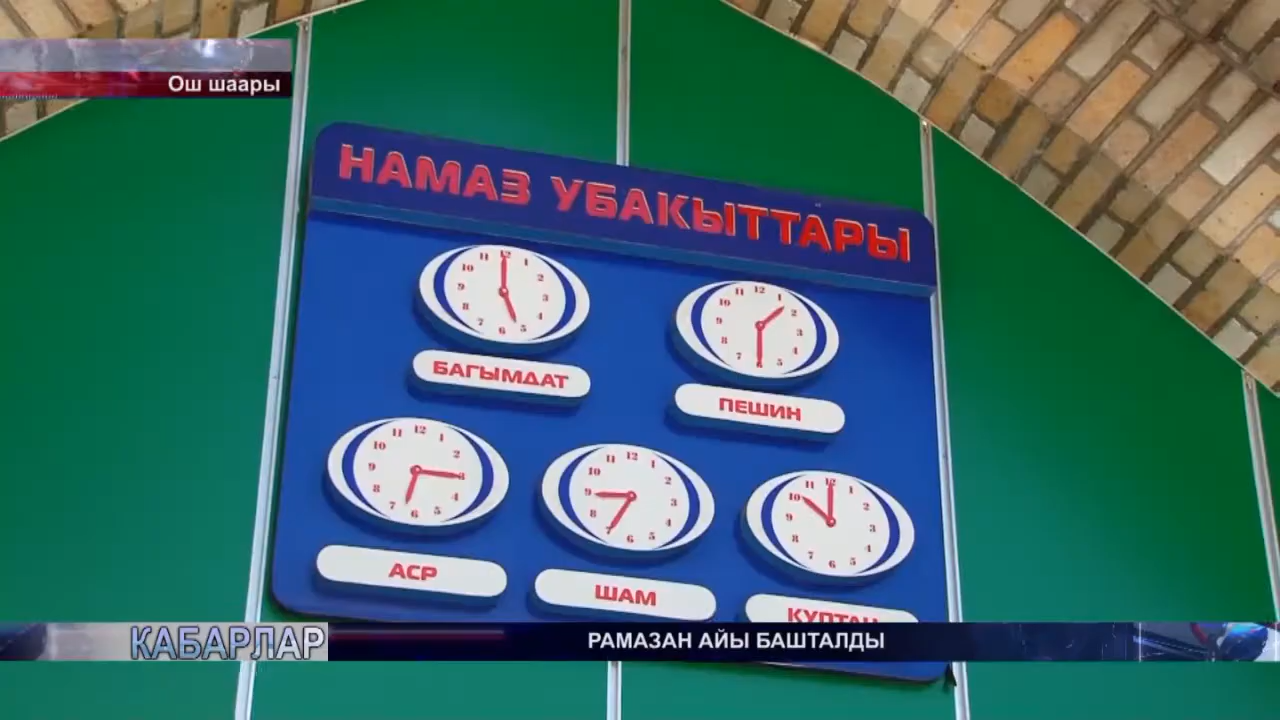 Ош шаары
НАМАЗ УБАКЫТТАРЫ
БАГЫМДАТ
ПЕШИН
АСР
ШАМ
КУПТАН
КАБАРЛАР
РАМАЗАН АЙЫ БАШТАЛДЫ